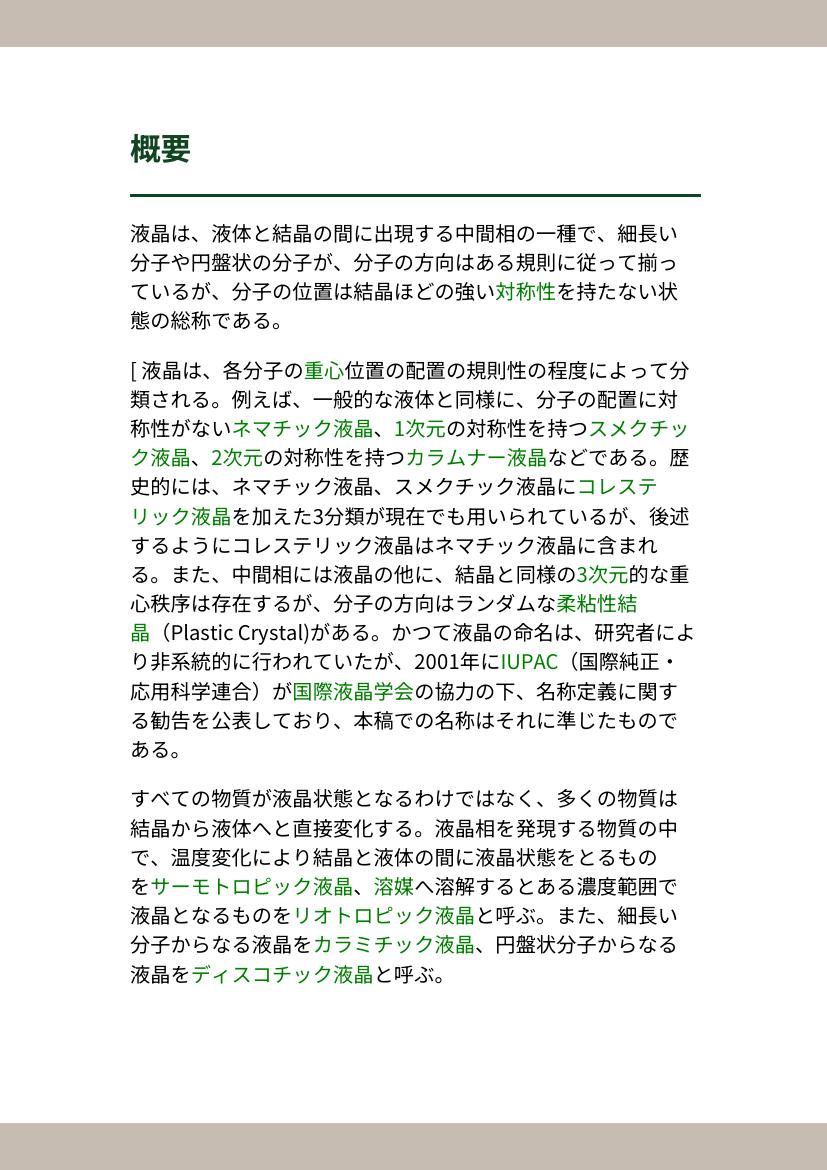 概要
液晶は、液体と結晶の間に出現する中間相の一種で、細長い
分子や円盤状の分子が、分子の方向はある規則に従って揃っ
ているが、分子の位置は結晶ほどの強い対称性を持たない状
態の総称である。
[ 液晶は、各分子の重心位置の配置の規則性の程度によって分
類される。例えば、一般的な液体と同様に、分子の配置に対
称性がないネマチック液晶、1次元の対称性を持つスメクチッ
ク液晶、2次元の対称性を持つカラムナー液晶などである。歴
史的には、ネマチック液晶、スメクチック液晶にコレステ
リック液晶を加えた3分類が現在でも用いられているが、後述
するようにコレステリック液晶はネマチック液晶に含まれ
る。また、中間相には液晶の他に、結晶と同様の3次元的な重
心秩序は存在するが、分子の方向はランダムな柔粘性結
晶（Plastic Crystal)がある。かつて液晶の命名は、研究者によ
り非系統的に行われていたが、2001年にIUPAC（国際純正・
応用科学連合）が国際液晶学会の協力の下、名称定義に関す
る勧告を公表しており、本稿での名称はそれに準じたもので
ある。
すべての物質が液晶状態となるわけではなく、多くの物質は
結晶から液体へと直接変化する。液晶相を発現する物質の中
で、温度変化により結晶と液体の間に液晶状態をとるもの
をサーモトロピック液晶、溶媒へ溶解するとある濃度範囲で
液晶となるものをリオトロピック液晶と呼ぶ。また、細長い
分子からなる液晶をカラミチック液晶、円盤状分子からなる
液晶をディスコチック液晶と呼ぶ。